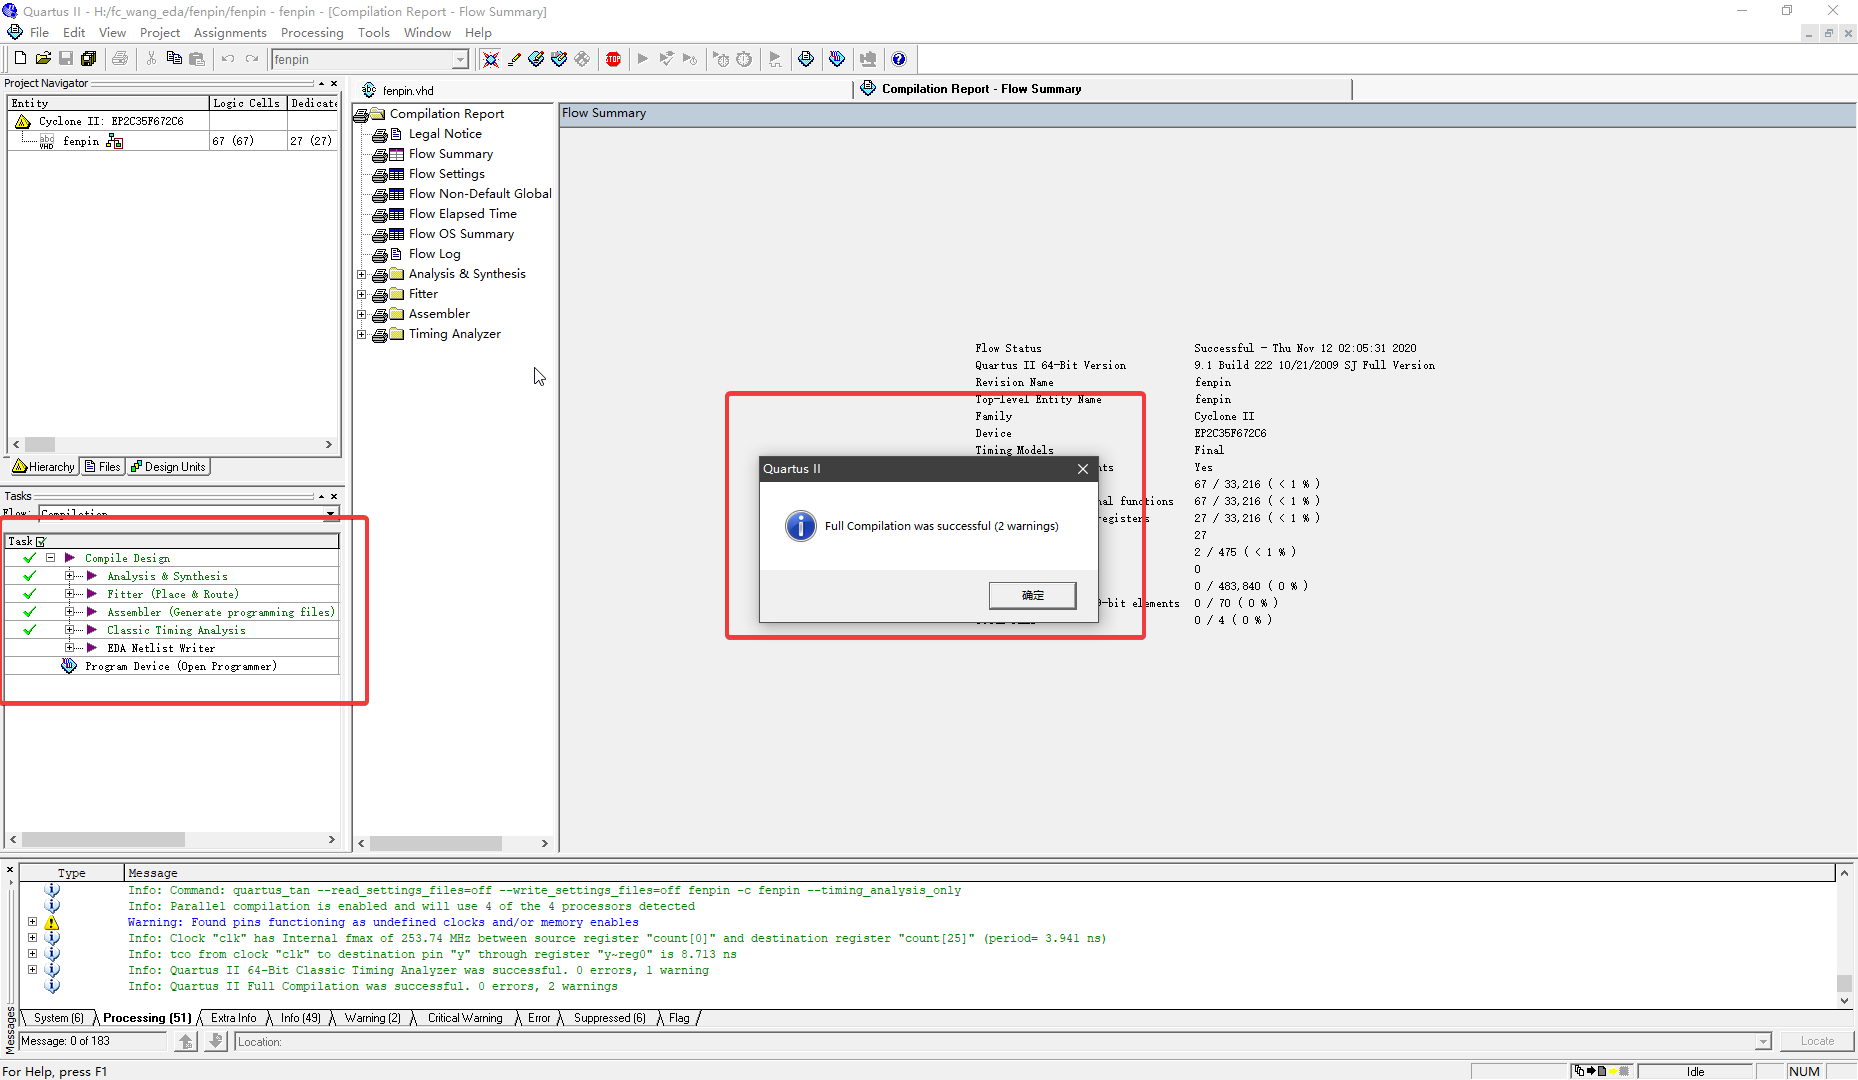 Quartus II - H:/fc_wang_eda/fenpin/fenpin - fenpin - [Compilation Report - Flow Summary]
File Edit View Project Assignments Processing Tools Window Help
fenpin
STOP
Project Navigator
Entity Logic Cells Dedicate
Cyclone II: EP2C35F672C6
fenpin 67 (67) 27 (27)
Hierarchy Files Design Units
Tasks
Flow: Compilation
Task
Compile Design
Analysis & Synthesis
Fitter (Place & Route)
Assembler (Generate programming files)
Classic Timing Analysis
EDA Netlist Writer
Program Device (Open Programmer)
fenpin.vhd
Compilation Report - Flow Summary
Compilation Report
Legal Notice
Flow Summary
Flow Settings
Flow Non-Default Global
Flow Elapsed Time
Flow OS Summary
Flow Log
Analysis & Synthesis
Fitter
Assembler
Timing Analyzer
Flow Summary
Flow Status Successful - Thu Nov 12 02:05:31 2020
Quartus II 64-Bit Version 9.1 Build 222 10/21/2009 SJ Full Version
Revision Name fenpin
Top-level Entity Name fenpin
Family Cyclone II
Device EP2C35F672C6
Timing Models Final
nts Yes
67 / 33,216 ( < 1 % )
nal functions 67 / 33,216 ( < 1 % )
registers 27 / 33,216 ( < 1 % )
27
2 / 475 ( < 1 % )
0
0 / 483,840 ( 0 % )
-bit elements 0 / 70 ( 0 % )
0 / 4 ( 0 % )
Quartus II
Full Compilation was successful (2 warnings)
确定
Type Message
Info: Command: quartus_tan --read_settings_files=off --write_settings_files=off fenpin -c fenpin --timing_analysis_only
Info: Parallel compilation is enabled and will use 4 of the 4 processors detected
Warning: Found pins functioning as undefined clocks and/or memory enables
Info: Clock "clk" has Internal fmax of 253.74 MHz between source register "count[0]" and destination register "count[25]" (period= 3.941 ns)
Info: tco from clock "clk" to destination pin "y" through register "y~reg0" is 8.713 ns
Info: Quartus II 64-Bit Classic Timing Analyzer was successful. 0 errors, 1 warning
Info: Quartus II Full Compilation was successful. 0 errors, 2 warnings
System (6) Processing (51) Extra Info Info (49) Warning (2) Critical Warning Error Suppressed (6) Flag
Messages
Message: 0 of 183 Location: Locate
For Help, press F1 Idle NUM